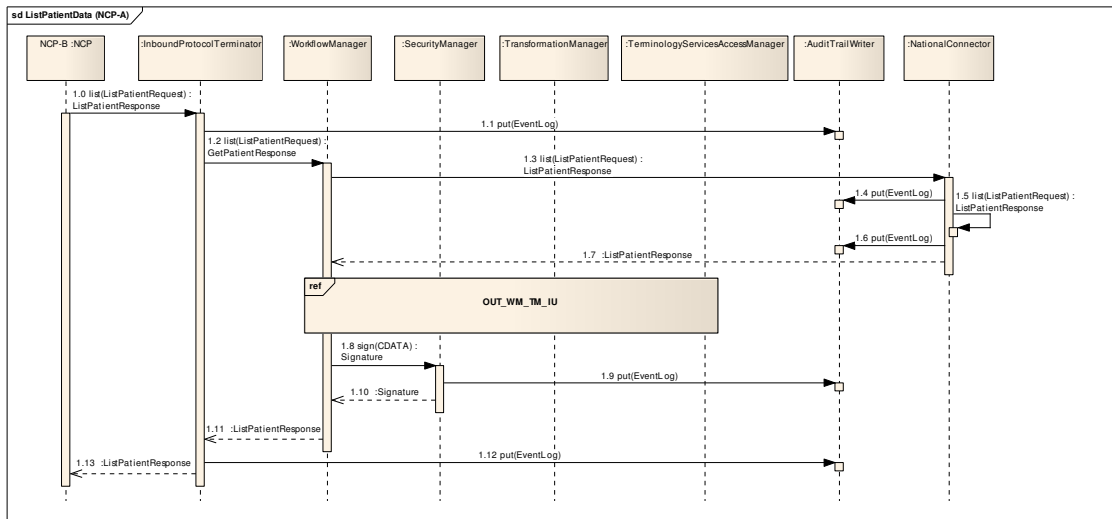 sd ListPatientData (NCP-A)
NCP-B :NCP
:InboundProtocolTerminator
:WorkflowManager
:SecurityManager
:TransformationManager
:TerminologyServicesAccessManager
:AuditTrailWriter
:NationalConnector
1.0 list(ListPatientRequest) :
ListPatientResponse
1.1 put(EventLog)
1.2 list(ListPatientRequest) :
GetPatientResponse
1.3 list(ListPatientRequest) :
ListPatientResponse
1.4 put(EventLog)
1.5 list(ListPatientRequest) :
ListPatientResponse
1.6 put(EventLog)
1.7 :ListPatientResponse
ref
OUT_WM_TM_IU
1.8 sign(CDATA) :
Signature
1.9 put(EventLog)
1.10 :Signature
1.11 :ListPatientResponse
1.12 put(EventLog)
1.13 :ListPatientResponse